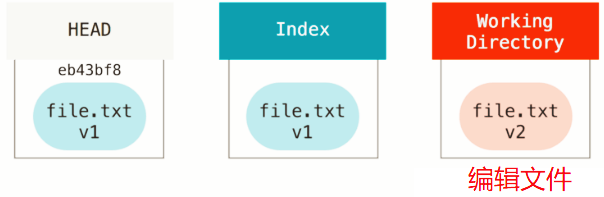 HEAD
Index
Working
Directory
eb43bf8
file.txt
v1
file.txt
v1
file.txt
v2
编辑文件